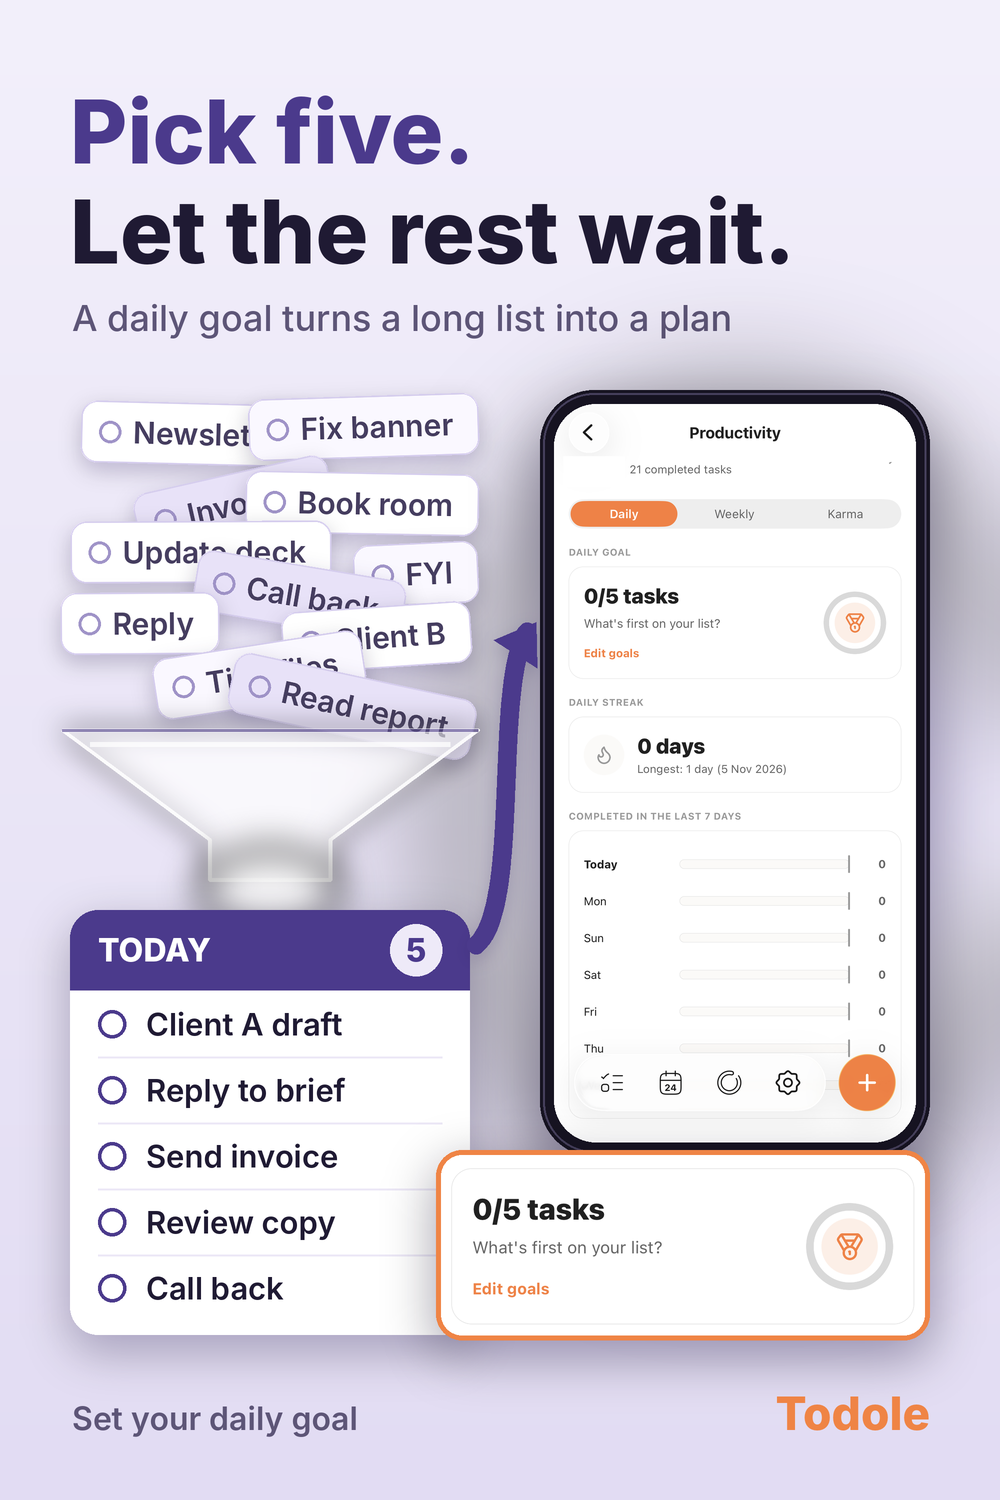 Pick five.
Let the rest wait.
A daily goal turns a long list into a plan
Fix banner
Book room
Update deck
FYI
Call back
Reply
Client B
Read report
TODAY
5
Client A draft
Reply to brief
Send invoice
Review copy
Call back
Productivity
21 completed tasks
Daily
Weekly
Karma
DAILY GOAL
0/5 tasks
What's first on your list?
Edit goals
DAILY STREAK
0 days
Longest: 1 day (5 Nov 2026)
COMPLETED IN THE LAST 7 DAYS
Today 0
Mon 0
Sun 0
Sat 0
Fri 0
Thu 0
24
0/5 tasks
What's first on your list?
Edit goals
Set your daily goal
Todole